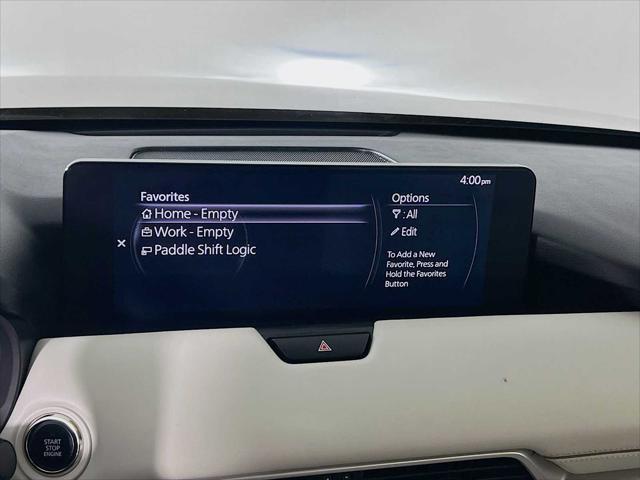 4:00pm
Favorites
Home - Empty
Work - Empty
Paddle Shift Logic
Options
: All
Edit
To Add a New
Favorite, Press and
Hold the Favorites
Button
START
STOP
ENGINE